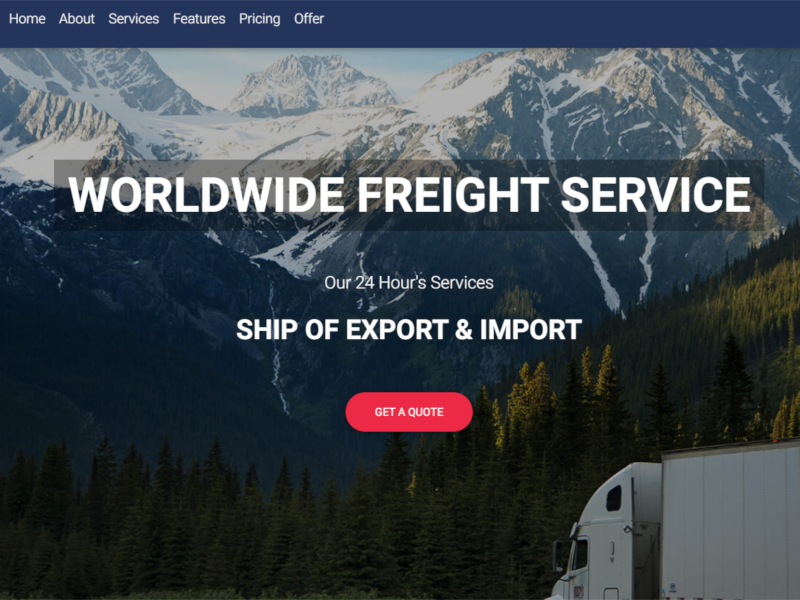 Home About Services Features Pricing Offer
WORLDWIDE FREIGHT SERVICE
Our 24 Hour's Services
SHIP OF EXPORT & IMPORT
GET A QUOTE